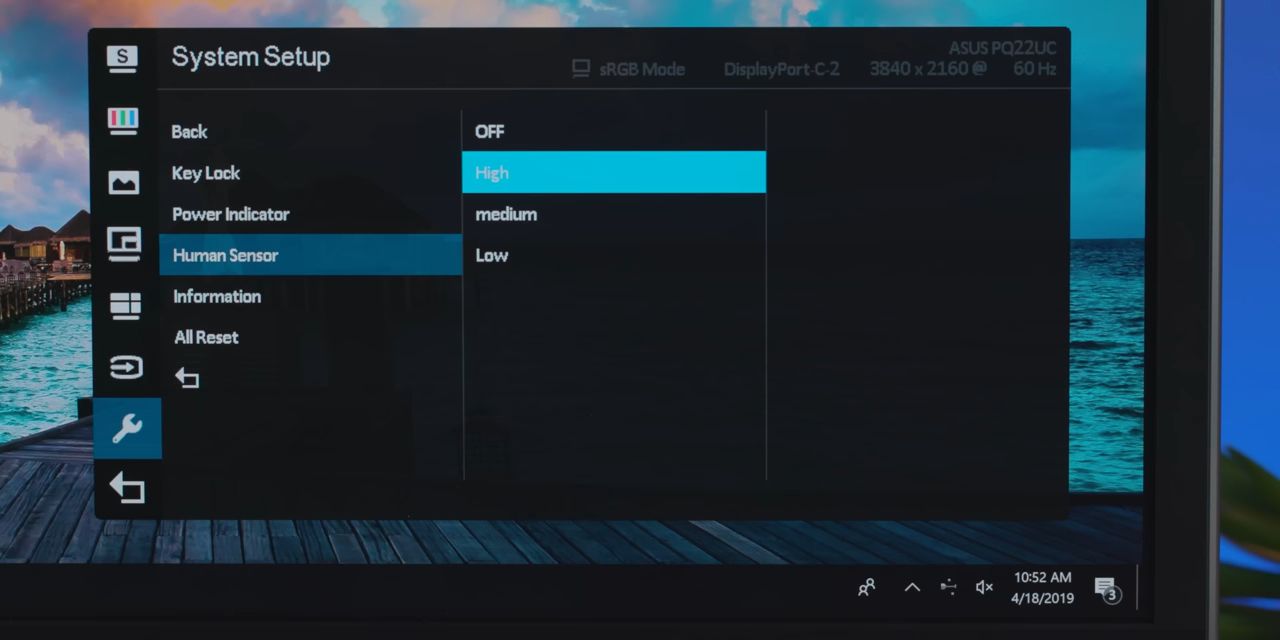 S
System Setup
ASUS PQ22UC
sRGB Mode DisplayPort-C-2 3840 x 2160 @ 60 Hz
Back
Key Lock
Power Indicator
Human Sensor
Information
All Reset
OFF
High
medium
Low
10:52 AM
4/18/2019
3